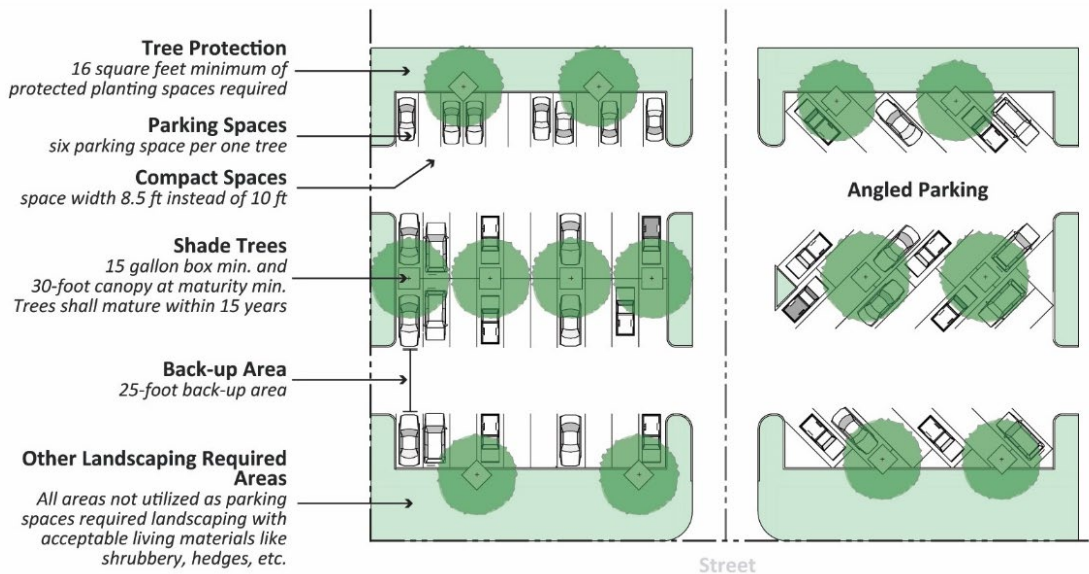 Tree Protection
16 square feet minimum of
protected planting spaces required
Parking Spaces
six parking space per one tree
Compact Spaces
space width 8.5 ft instead of 10 ft
Shade Trees
15 gallon box min. and
30-foot canopy at maturity min.
Trees shall mature within 15 years
Back-up Area
25-foot back-up area
Other Landscaping Required
Areas
All areas not utilized as parking
spaces required landscaping with
acceptable living materials like
shrubbery, hedges, etc.
Angled Parking
Street